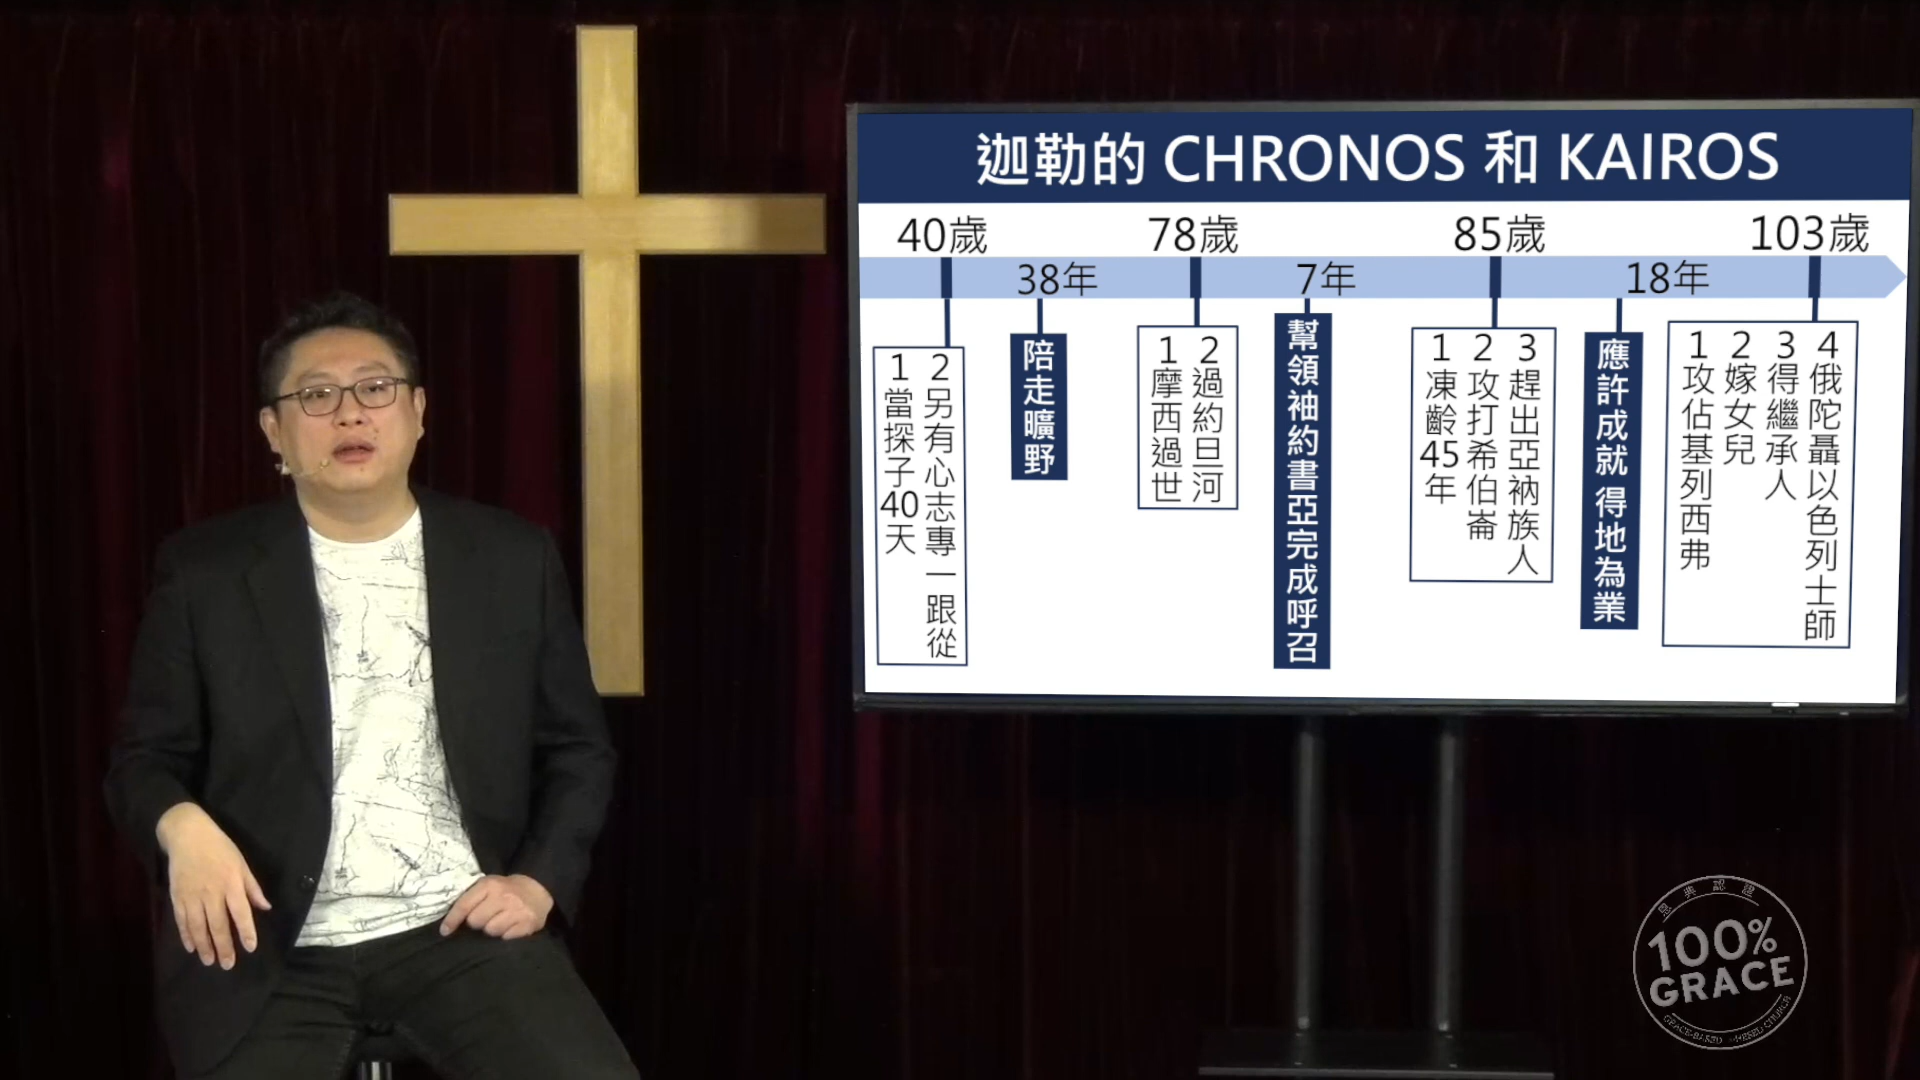 迦勒的 CHRONOS 和 KAIROS
40歲
78歲
85歲
103歲
38年
7年
18年
1當探子40天
2另有心志專一跟從
陪走曠野
1摩西過世
2過約旦河
幫領袖約書亞完成呼召
1凍齡45年
2攻打希伯崙
3趕出亞衲族人
應許成就 得地為業
1攻佔基列西弗
2嫁女兒
3得繼承人
4俄陀聶以色列士師
恩典認證
100%
GRACE